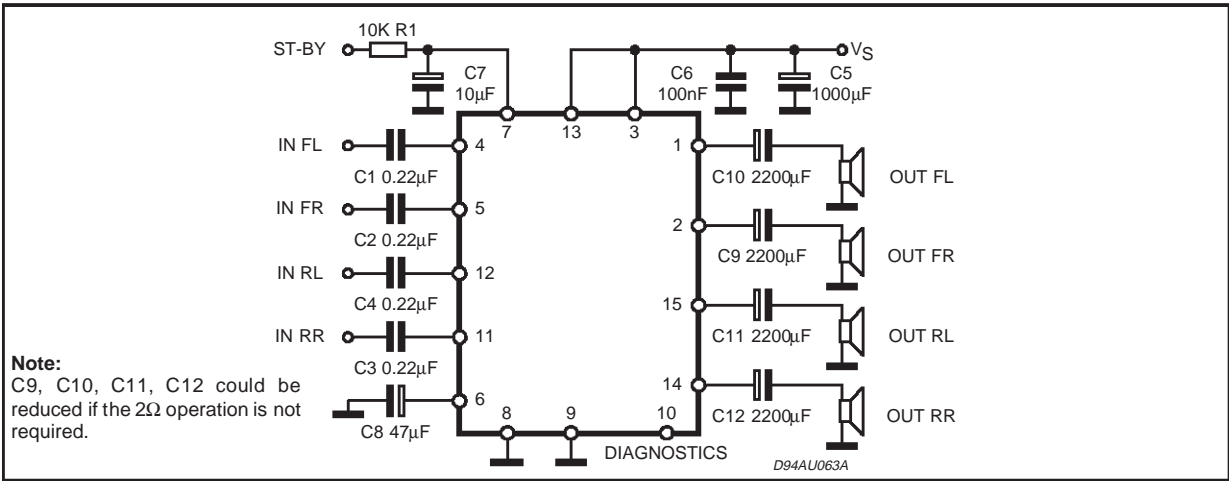 10K R1
ST-BY
VS
C7
10µF
C6
100nF
C5
1000µF
7
13
3
IN FL
C1 0.22µF
4
1
C10 2200µF
OUT FL
IN FR
C2 0.22µF
5
2
C9 2200µF
OUT FR
IN RL
C4 0.22µF
12
15
C11 2200µF
OUT RL
IN RR
C3 0.22µF
11
14
C12 2200µF
OUT RR
C8 47µF
6
8
9
10
DIAGNOSTICS
D94AU063A
Note:
C9, C10, C11, C12 could be
reduced if the 2Ω operation is not
required.